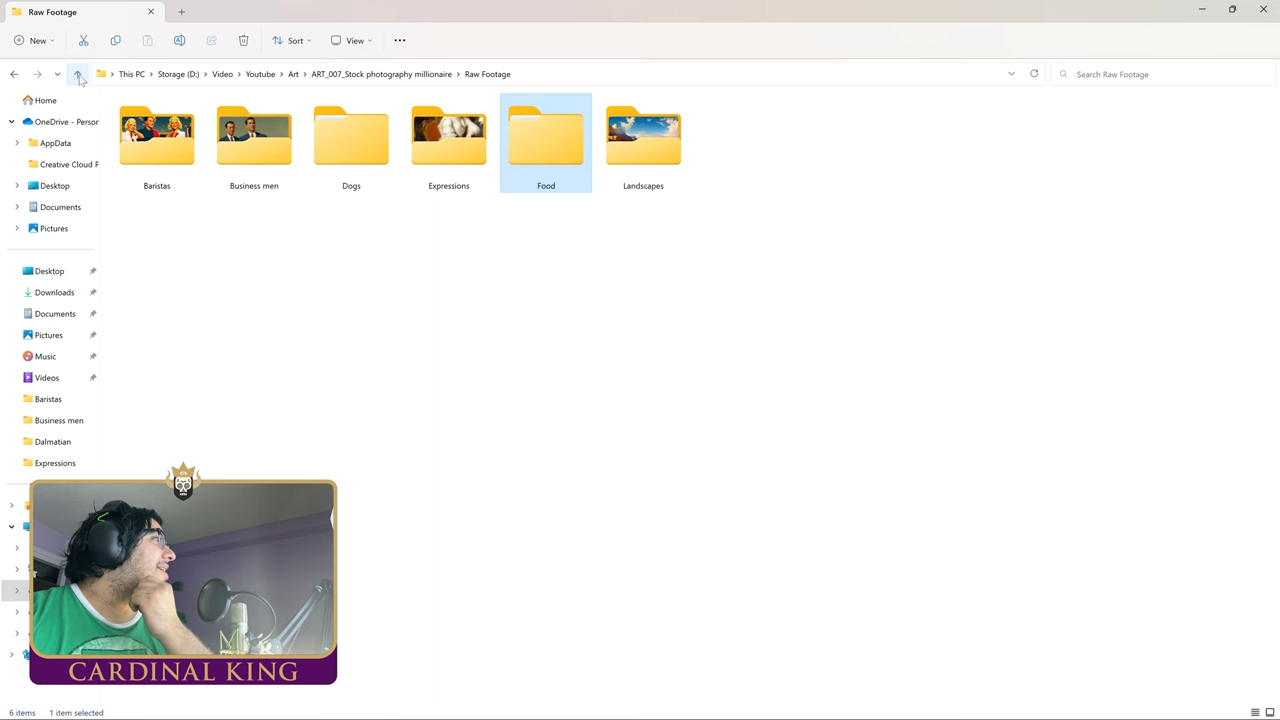 Raw Footage
New
Sort
View
This PC > Storage (D:) > Video > Youtube > Art > ART_007_Stock photography millionaire > Raw Footage
Search Raw Footage
Home
OneDrive - Person
AppData
Creative Cloud F
Desktop
Documents
Pictures
Desktop
Downloads
Documents
Pictures
Music
Videos
Baristas
Business men
Dalmatian
Expressions
Baristas
Business men
Dogs
Expressions
Food
Landscapes
CARDINAL KING
6 items
1 item selected